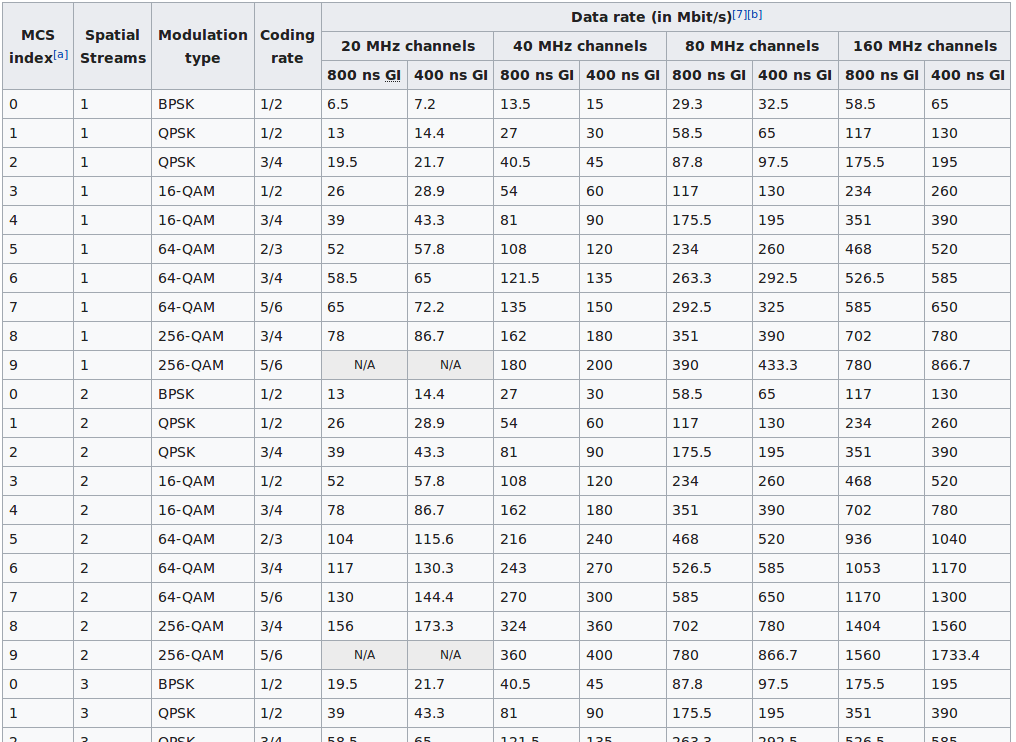 MCS index[a] Spatial Streams Modulation type Coding rate Data rate (in Mbit/s)[7][b]
20 MHz channels 40 MHz channels 80 MHz channels 160 MHz channels
800 ns GI 400 ns GI 800 ns GI 400 ns GI 800 ns GI 400 ns GI 800 ns GI 400 ns GI
0 1 BPSK 1/2 6.5 7.2 13.5 15 29.3 32.5 58.5 65
1 1 QPSK 1/2 13 14.4 27 30 58.5 65 117 130
2 1 QPSK 3/4 19.5 21.7 40.5 45 87.8 97.5 175.5 195
3 1 16-QAM 1/2 26 28.9 54 60 117 130 234 260
4 1 16-QAM 3/4 39 43.3 81 90 175.5 195 351 390
5 1 64-QAM 2/3 52 57.8 108 120 234 260 468 520
6 1 64-QAM 3/4 58.5 65 121.5 135 263.3 292.5 526.5 585
7 1 64-QAM 5/6 65 72.2 135 150 292.5 325 585 650
8 1 256-QAM 3/4 78 86.7 162 180 351 390 702 780
9 1 256-QAM 5/6 N/A N/A 180 200 390 433.3 780 866.7
0 2 BPSK 1/2 13 14.4 27 30 58.5 65 117 130
1 2 QPSK 1/2 26 28.9 54 60 117 130 234 260
2 2 QPSK 3/4 39 43.3 81 90 175.5 195 351 390
3 2 16-QAM 1/2 52 57.8 108 120 234 260 468 520
4 2 16-QAM 3/4 78 86.7 162 180 351 390 702 780
5 2 64-QAM 2/3 104 115.6 216 240 468 520 936 1040
6 2 64-QAM 3/4 117 130.3 243 270 526.5 585 1053 1170
7 2 64-QAM 5/6 130 144.4 270 300 585 650 1170 1300
8 2 256-QAM 3/4 156 173.3 324 360 702 780 1404 1560
9 2 256-QAM 5/6 N/A N/A 360 400 780 866.7 1560 1733.4
0 3 BPSK 1/2 19.5 21.7 40.5 45 87.8 97.5 175.5 195
1 3 QPSK 1/2 39 43.3 81 90 175.5 195 351 390
2 3 QPSK 3/4 58.5 65 121.5 135 263.3 292.5 526.5 585